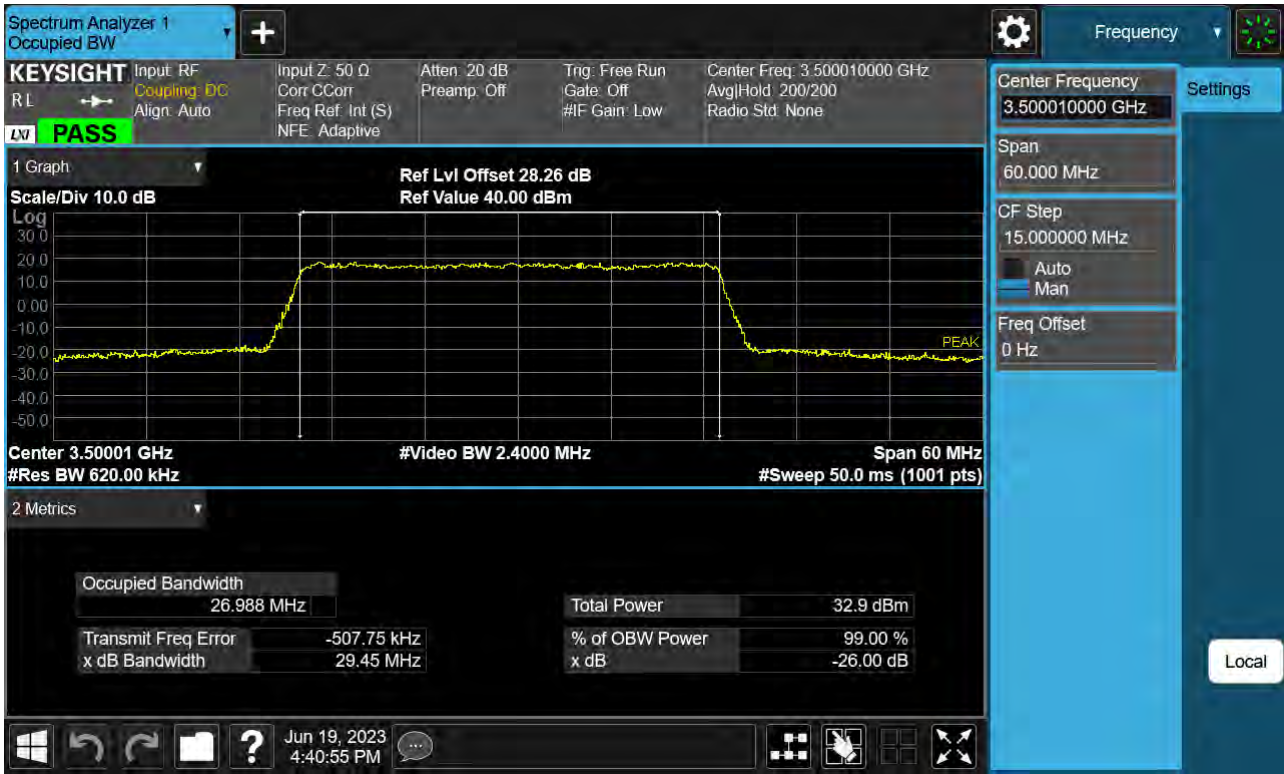 Spectrum Analyzer 1
Occupied BW
+
Frequency
KEYSIGHT
R L
LXI PASS
Input: RF
Coupling: DC
Align: Auto
Input Z: 50 Ω
Corr CCorr
Freq Ref: Int (S)
NFE: Adaptive
Atten: 20 dB
Preamp: Off
Trig: Free Run
Gate: Off
#IF Gain: Low
Center Freq: 3.500010000 GHz
Avg|Hold: 200/200
Radio Std: None
Center Frequency
3.500010000 GHz
Settings
Span
60.000 MHz
CF Step
15.000000 MHz
Auto
Man
Freq Offset
0 Hz
Local
1 Graph
Scale/Div 10.0 dB
Ref Lvl Offset 28.26 dB
Ref Value 40.00 dBm
Log
30.0
20.0
10.0
0.00
-10.0
-20.0
-30.0
-40.0
-50.0
PEAK
Center 3.50001 GHz
#Video BW 2.4000 MHz
Span 60 MHz
#Res BW 620.00 kHz
#Sweep 50.0 ms (1001 pts)
2 Metrics
Occupied Bandwidth
26.988 MHz
Total Power 32.9 dBm
Transmit Freq Error -507.75 kHz
% of OBW Power 99.00 %
x dB Bandwidth 29.45 MHz
x dB -26.00 dB
?
Jun 19, 2023
4:40:55 PM